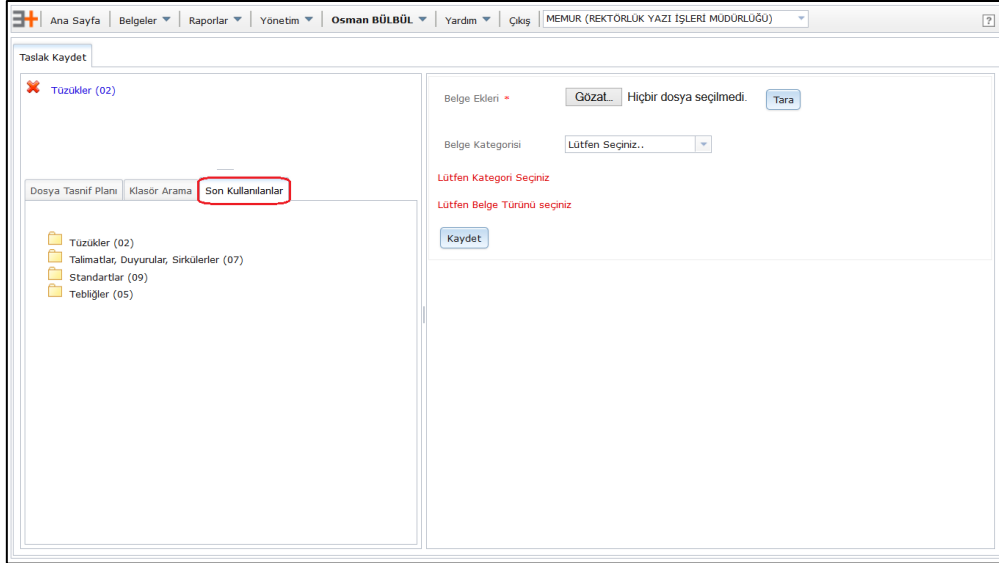 Ana Sayfa Belgeler Raporlar Yönetim Osman BÜLBÜL Yardım Çıkış MEMUR (REKTÖRLÜK YAZI İŞLERİ MÜDÜRLÜĞÜ) ?
Taslak Kaydet
Tüzükler (02)
Dosya Tasnif Planı Klasör Arama Son Kullanılanlar
Tüzükler (02)
Talimatlar, Duyurular, Sirkülerler (07)
Standartlar (09)
Tebliğler (05)
Belge Ekleri * Gözat... Hiçbir dosya seçilmedi. Tara
Belge Kategorisi Lütfen Seçiniz..
Lütfen Kategori Seçiniz
Lütfen Belge Türünü seçiniz
Kaydet